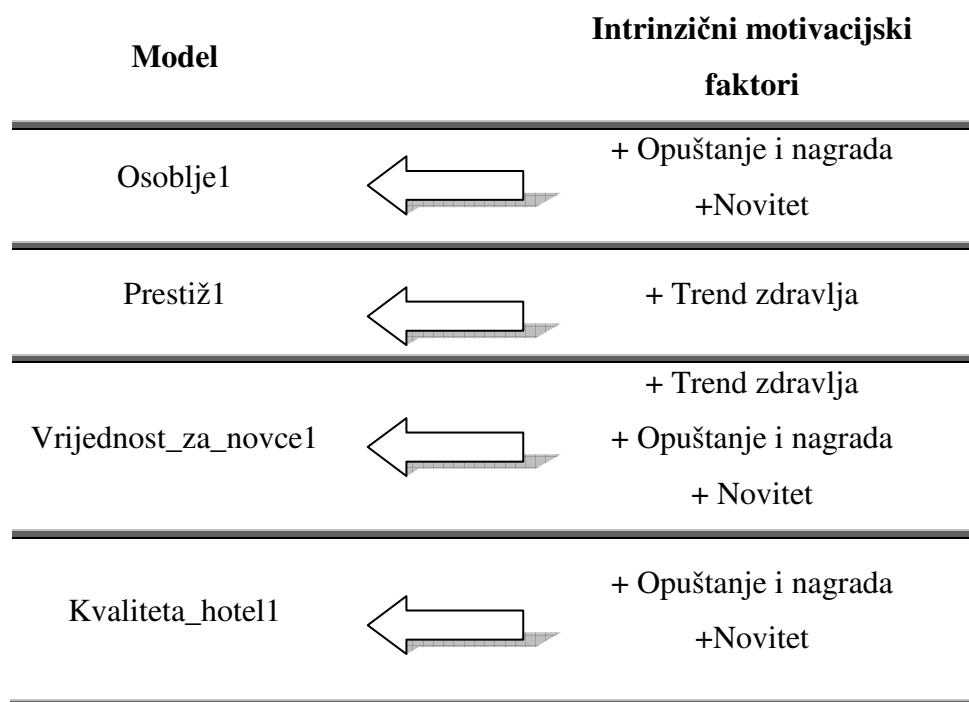 Model
Intrinzični motivacijski
faktori
Osoblje1
+ Opuštanje i nagrada
+Novitet
Prestiž1
+ Trend zdravlja
Vrijednost_za_novce1
+ Trend zdravlja
+ Opuštanje i nagrada
+ Novitet
Kvaliteta_hotel1
+ Opuštanje i nagrada
+Novitet